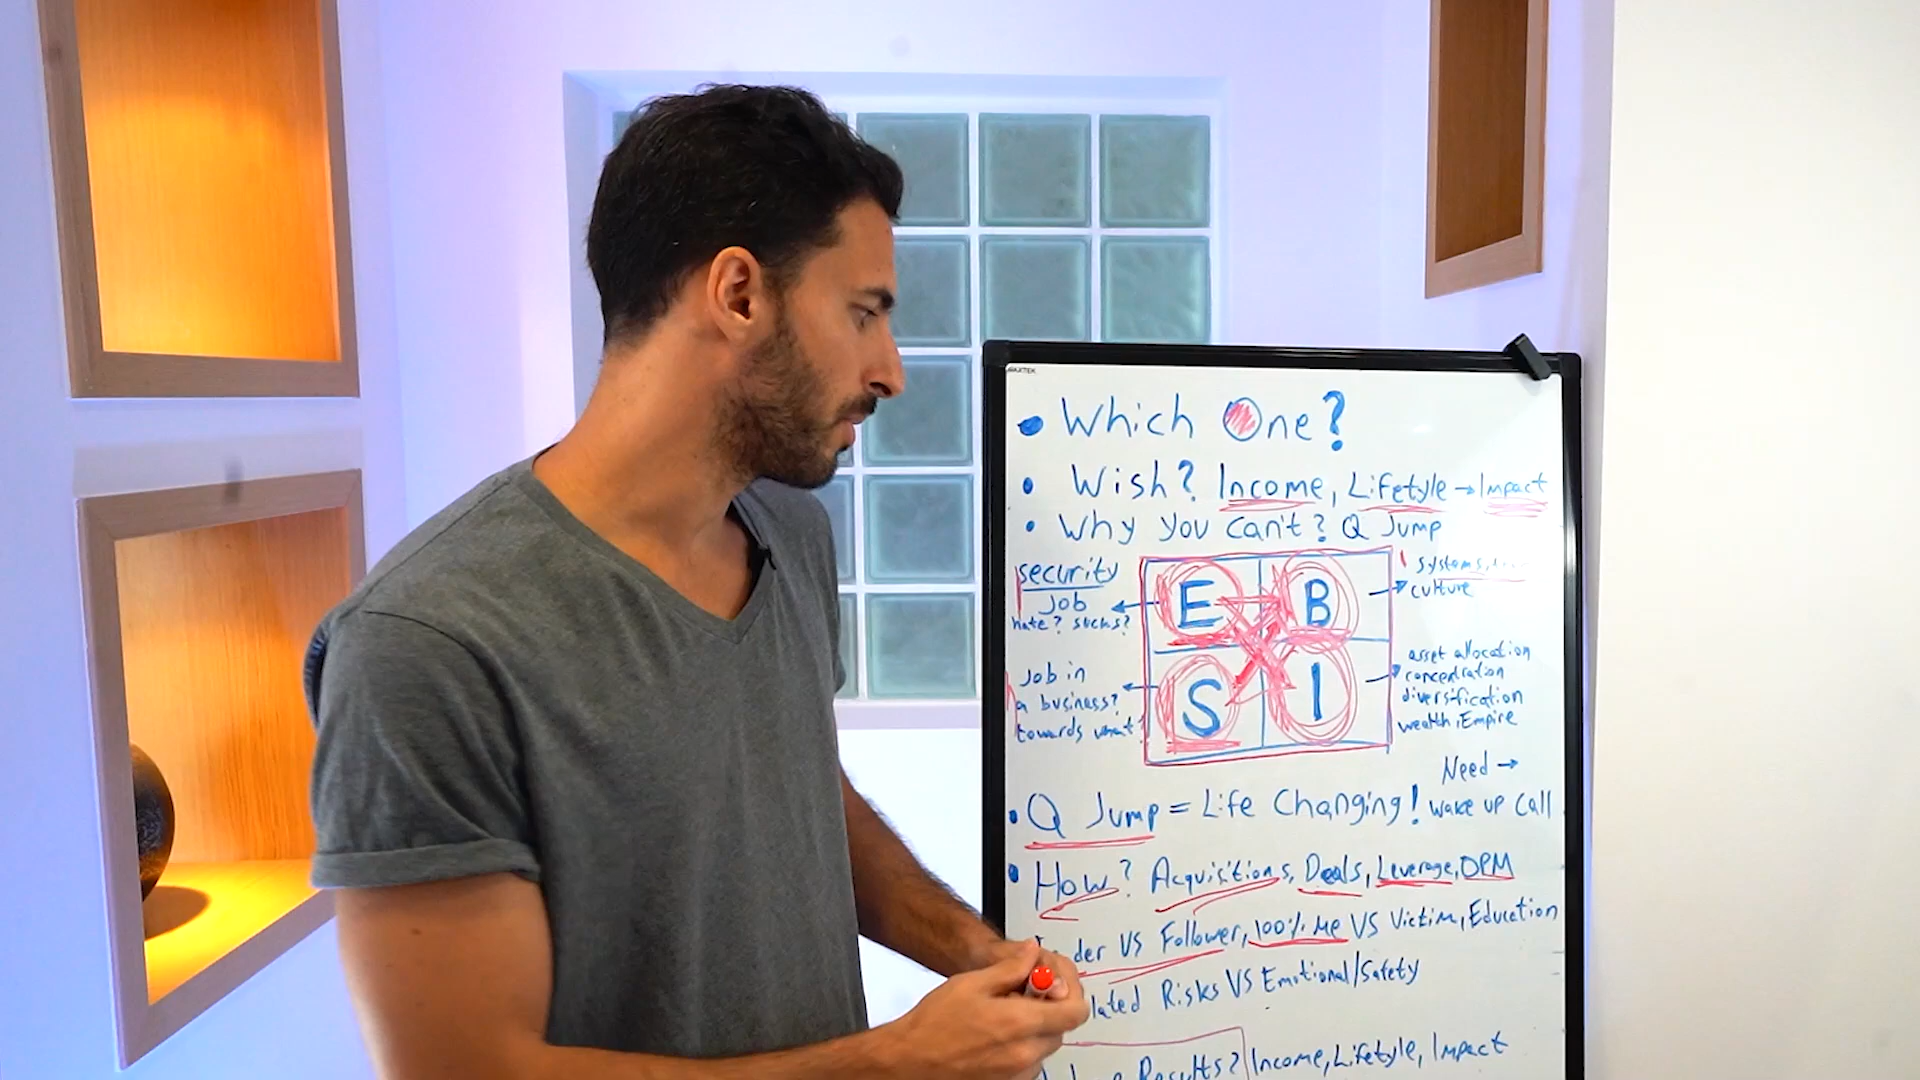 MAXTEK
Which One?
Wish? Income, Lifetyle → Impact
Why you can't? Q Jump
security
Job
hate? sucks?
E
B
systems,
culture
Job in
a business?
towards what?
S
I
asset allocation
concentration
diversification
wealth, Empire
Need →
Q Jump = Life Changing! wake up call
How? Acquisitions, Deals, Leverage, OPM
der VS Follower, 100% Me VS Victim, Education
lated Risks VS Emotional/Safety
Results? Income, Lifetyle, Impact